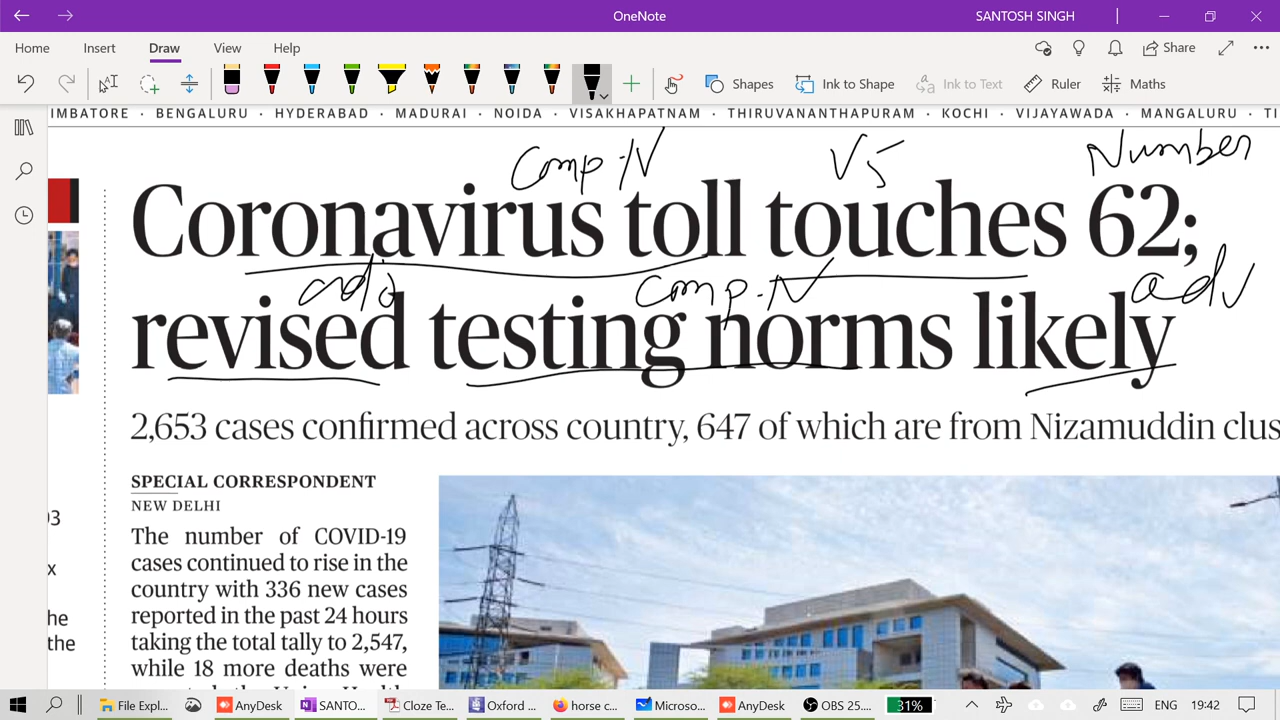 OneNote
SANTOSH SINGH
Home Insert Draw View Help
Share
Shapes Ink to Shape Ink to Text Ruler Maths
IMBATORE · BENGALURU · HYDERABAD · MADURAI · NOIDA · VISAKHAPATNAM · THIRUVANANTHAPURAM · KOCHI · VIJAYAWADA · MANGALURU · TI
Comp.N V5 Number
Coronavirus toll touches 62;
adj comp.N adv
revised testing norms likely
2,653 cases confirmed across country, 647 of which are from Nizamuddin clus
SPECIAL CORRESPONDENT
NEW DELHI
The number of COVID-19
cases continued to rise in the
country with 336 new cases
reported in the past 24 hours
taking the total tally to 2,547,
while 18 more deaths were
x
he
the
File Expl... AnyDesk SANTO... Oxford ... horse c... Micros... AnyDesk OBS 25.... 31% ENG 19:42